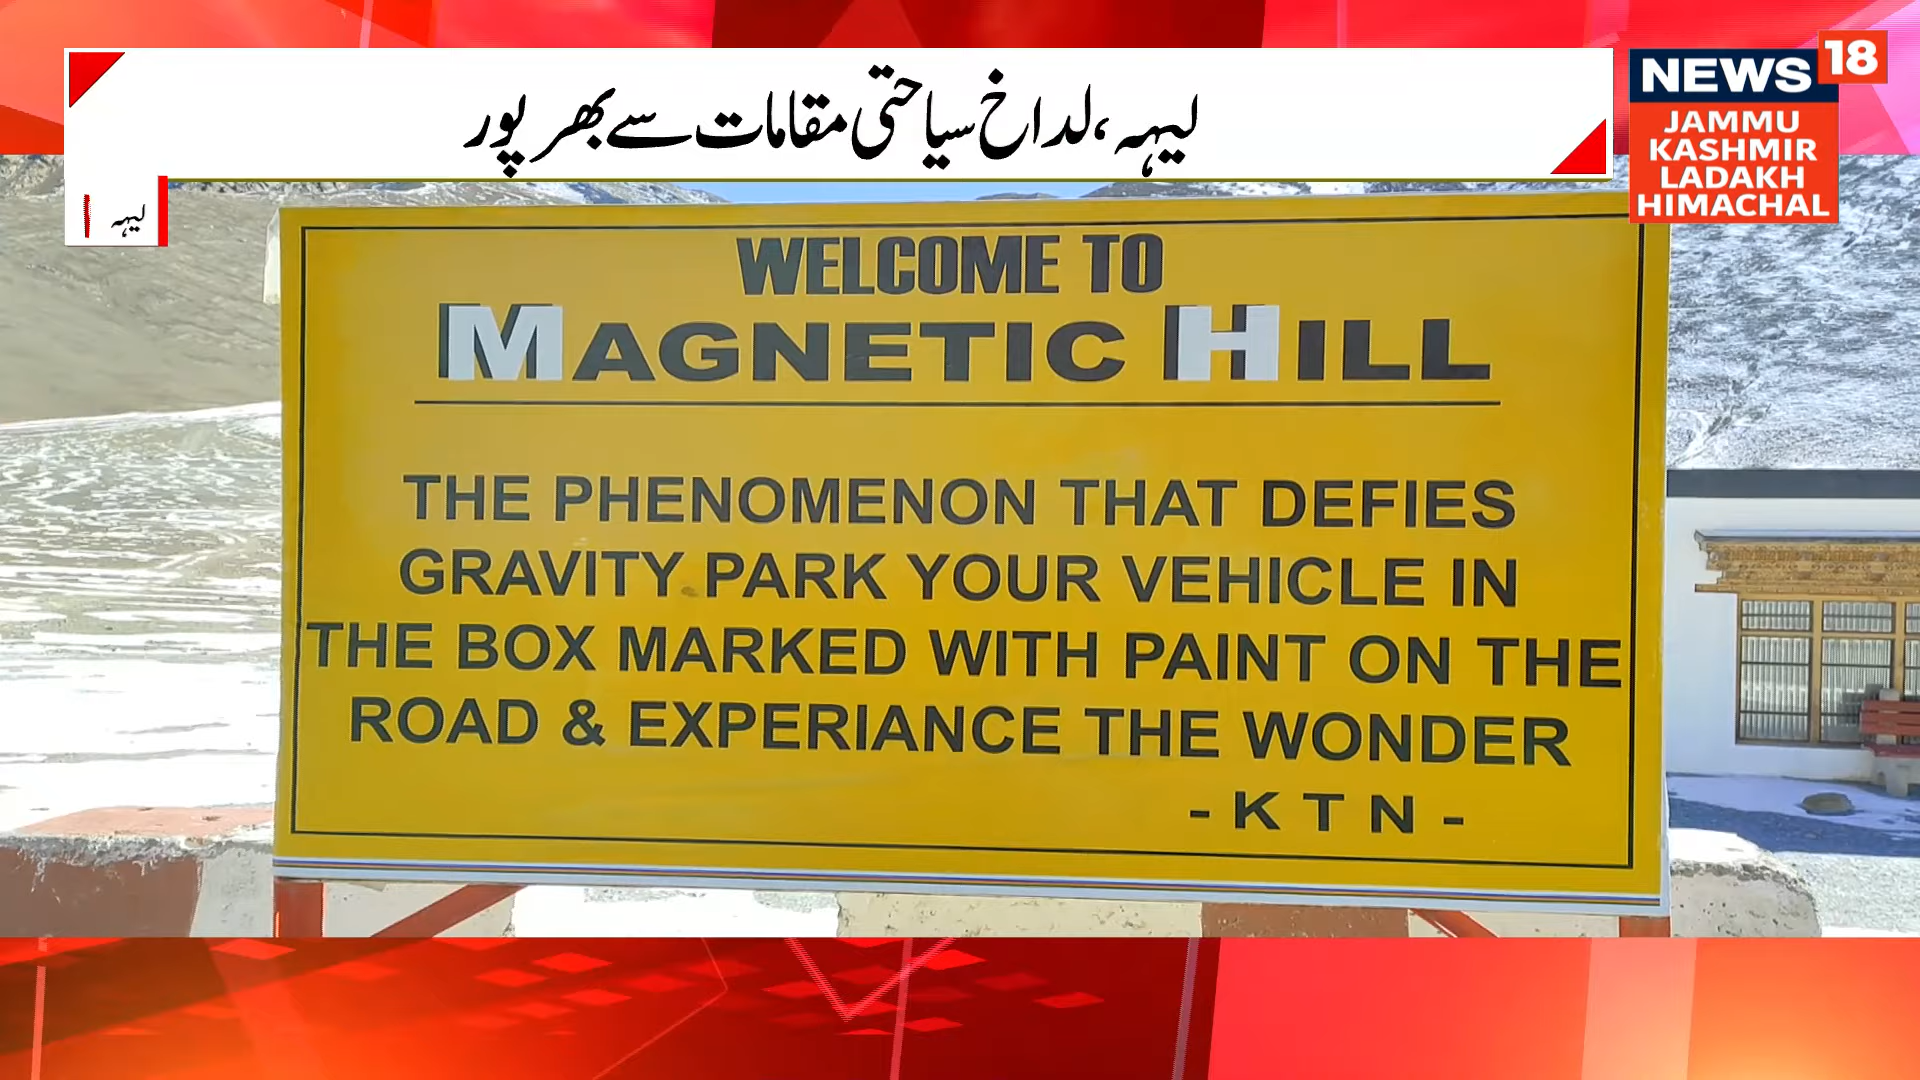 لیہہ، لداخ سیاحتی مقامات سے بھرپور
NEWS 18
JAMMU
KASHMIR
LADAKH
HIMACHAL
لیہہ
WELCOME TO
MAGNETIC HILL
THE PHENOMENON THAT DEFIES
GRAVITY PARK YOUR VEHICLE IN
THE BOX MARKED WITH PAINT ON THE
ROAD & EXPERIANCE THE WONDER
- K T N -